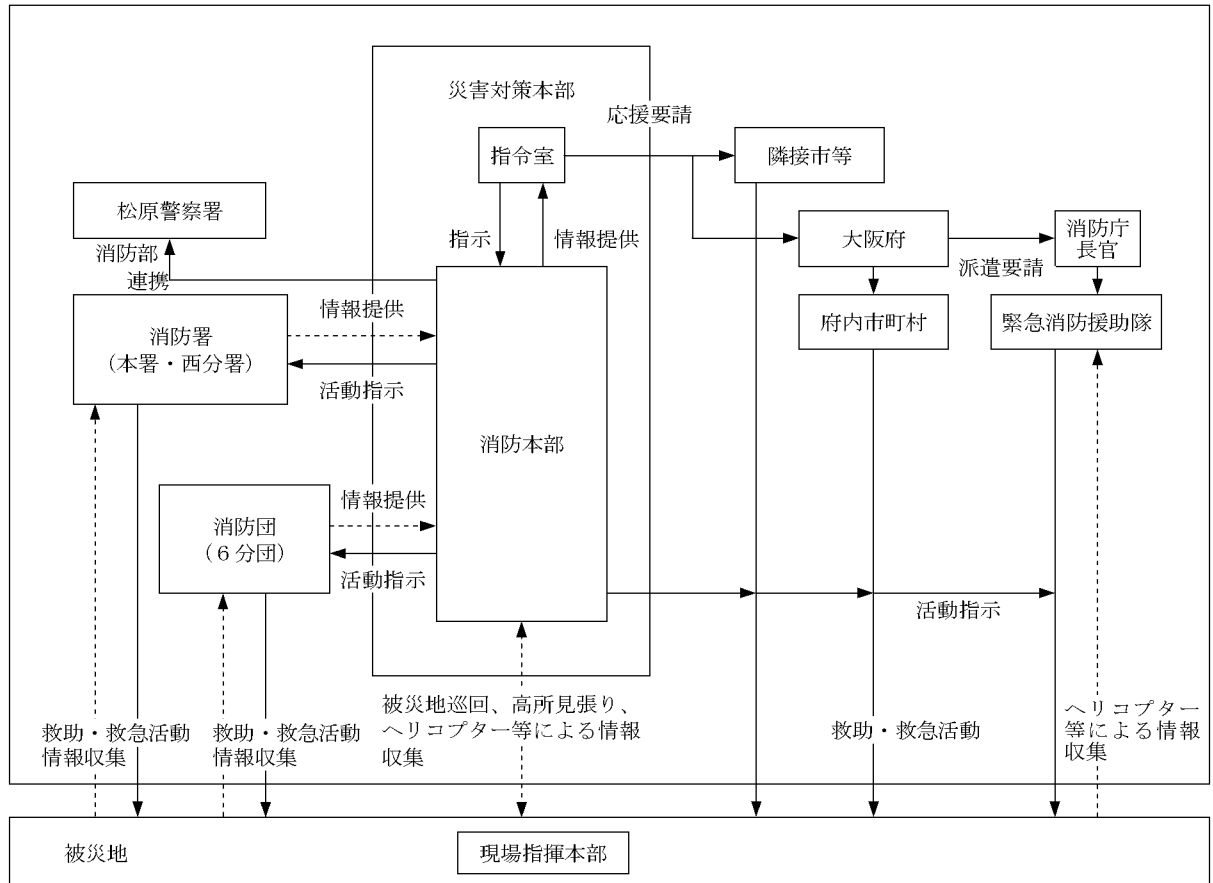 災害対策本部
応援要請
指令室
隣接市等
松原警察署
消防部
連携
指示
情報提供
大阪府
派遣要請
消防庁
長官
消防署
（本署・西分署）
情報提供
活動指示
府内市町村
緊急消防援助隊
消防本部
消防団
（６分団）
情報提供
活動指示
活動指示
救助・救急活動
情報収集
救助・救急活動
情報収集
被災地巡回、高所見張り、
ヘリコプター等による情報
収集
救助・救急活動
ヘリコプター
等による情報
収集
被災地
現場指揮本部